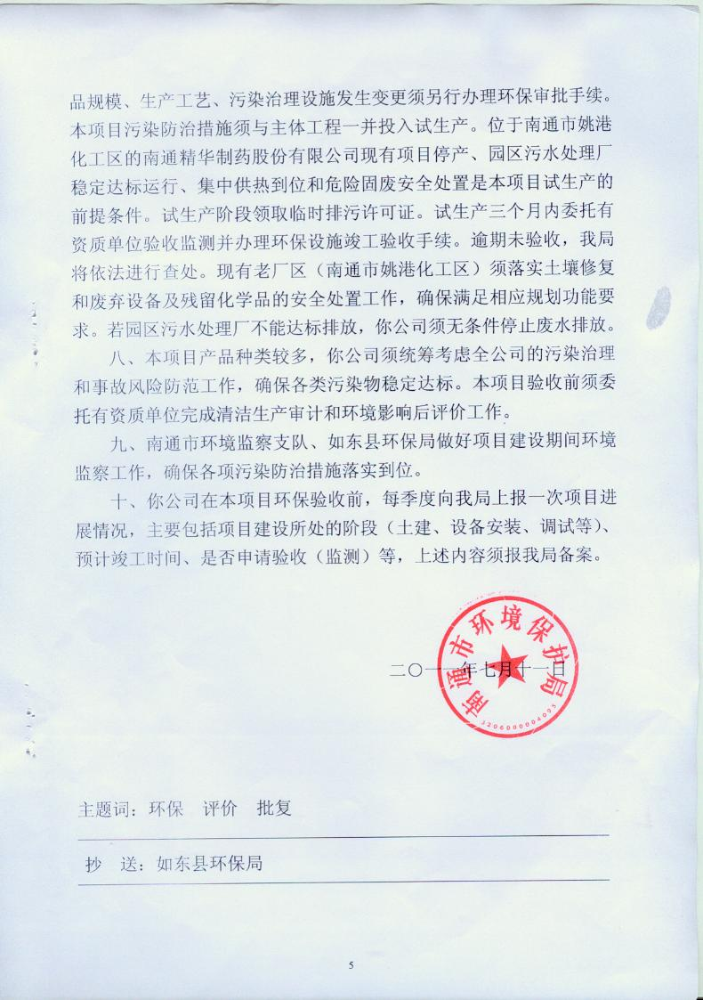 品规模、生产工艺、污染治理设施发生变更须另行办理环保审批手续。
本项目污染防治措施须与主体工程一并投入试生产。位于南通市姚港
化工区的南通精华制药股份有限公司现有项目停产、园区污水处理厂
稳定达标运行、集中供热到位和危险固废安全处置是本项目试生产的
前提条件。试生产阶段领取临时排污许可证。试生产三个月内委托有
资质单位验收监测并办理环保设施竣工验收手续。逾期未验收，我局
将依法进行查处。现有老厂区（南通市姚港化工区）须落实土壤修复
和废弃设备及残留化学品的安全处置工作，确保满足相应规划功能要
求。若园区污水处理厂不能达标排放，你公司须无条件停止废水排放。
八、本项目产品种类较多，你公司须统筹考虑全公司的污染治理
和事故风险防范工作，确保各类污染物稳定达标。本项目验收前须委
托有资质单位完成清洁生产审计和环境影响后评价工作。
九、南通市环境监察支队、如东县环保局做好项目建设期间环境
监察工作，确保各项污染防治措施落实到位。
十、你公司在本项目环保验收前，每季度向我局上报一次项目进
展情况，主要包括项目建设所处的阶段（土建、设备安装、调试等）、
预计竣工时间、是否申请验收（监测）等，上述内容须报我局备案。
南通市环境保护局
二〇一一年七月十一日
3206000004093
主题词：环保 评价 批复
抄 送：如东县环保局
5